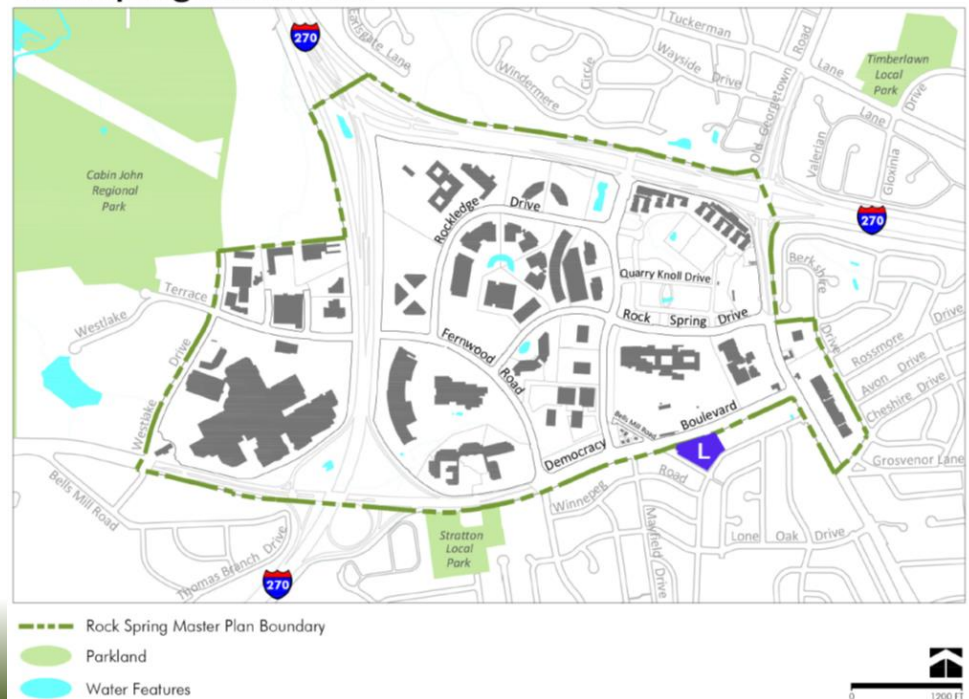 270
Earlsgate Lane
Tuckerman
Lane
Wayside Drive
Windermere
Circle
Old Georgetown
Road
Timberlawn
Local
Park
Lane
Drive
Valerian
Gloxinia
Cabin John
Regional
Park
Rockledge
Drive
270
Quarry Knoll Drive
Berkshire
Drive
Terrace
Westlake
Rock Spring Drive
Fernwood
Road
Drive
Rossmore
Drive
Avon Drive
Cheshire Drive
Westlake
Bells Mill Road
Boulevard
Democracy
L
Grosvenor Lane
Bells Mill Road
Winnepeg
Road
Stratton
Local
Park
Mayfield Drive
Lone Oak Drive
Thomas Branch Drive
270
Rock Spring Master Plan Boundary
Parkland
Water Features
0 1200 FT